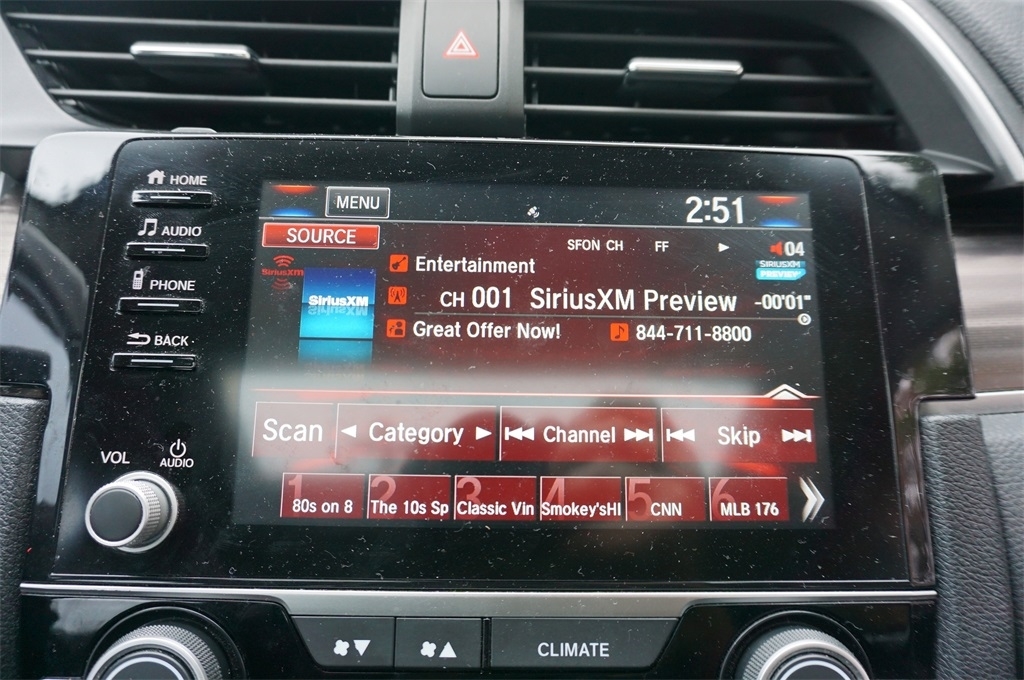 HOME
MENU
2:51
AUDIO
SOURCE
SFON CH FF
04
SiriusXM
Entertainment
SIRIUSXM
PREVIEW
PHONE
SiriusXM
CH 001 SiriusXM Preview -00'01"
BACK
Great Offer Now!
844-711-8800
Scan
Category
Channel
Skip
VOL
AUDIO
1 80s on 8
2 The 10s Sp
3 Classic Vin
4 Smokey'sHI
5 CNN
6 MLB 176
CLIMATE